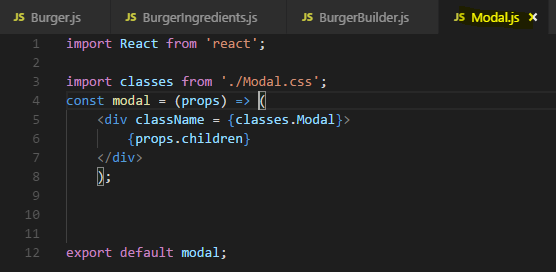 JS Burger.js JS BurgerIngredients.js JS BurgerBuilder.js JS Modal.js ×
1 import React from 'react';
2
3 import classes from './Modal.css';
4 const modal = (props) => (
5 <div className = {classes.Modal}>
6 {props.children}
7 </div>
8 );
9
10
11
12 export default modal;